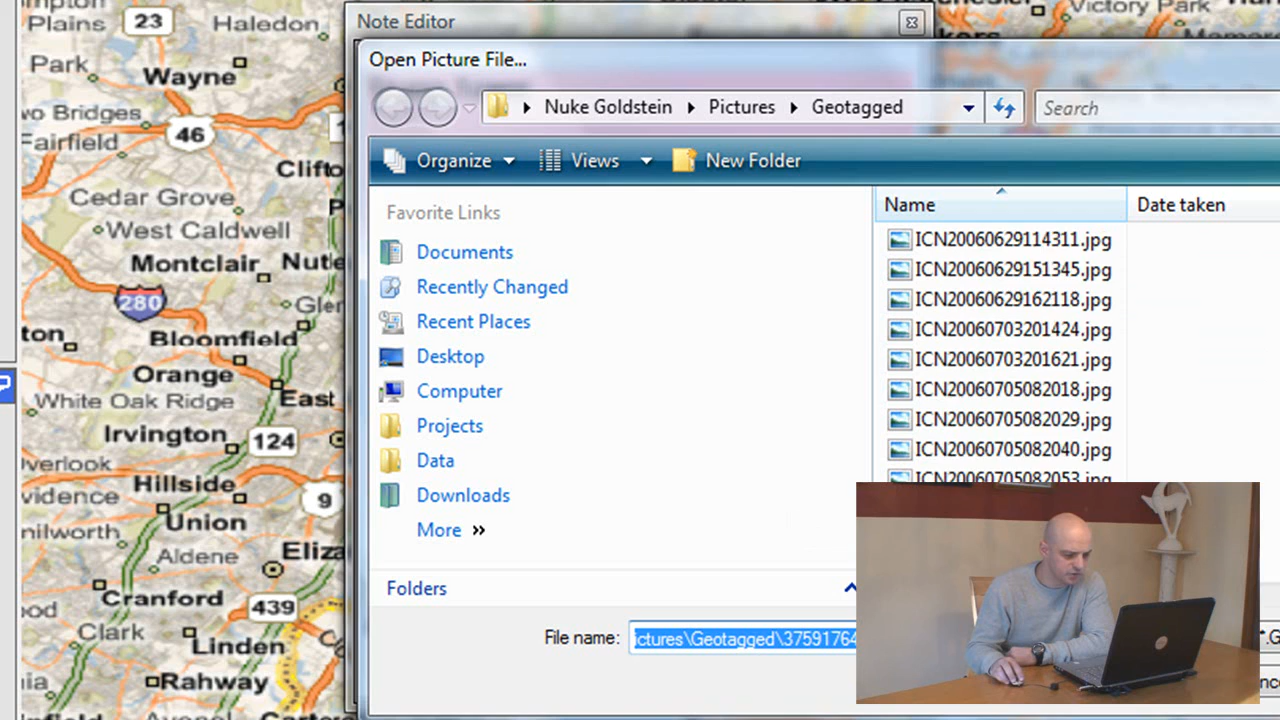 Plains 23 Haledon
Victory Park
Park
Wayne
Bridges
46
Fairfield
Clifto
Cedar Grove
West Caldwell
Montclair
280
Bloomfield
Orange
White Oak Ridge
East
Irvington 124
Hillside
9
Union
Aldene
Cranford
439
Clark
Linden
Rahway
Note Editor
Open Picture File...
Nuke Goldstein Pictures Geotagged Search
Organize Views New Folder
Favorite Links
Documents
Recently Changed
Recent Places
Desktop
Computer
Projects
Data
Downloads
More »
Folders
Name Date taken
ICN20060629114311.jpg
ICN20060629151345.jpg
ICN20060629162118.jpg
ICN20060703201424.jpg
ICN20060703201621.jpg
ICN20060705082018.jpg
ICN20060705082029.jpg
ICN20060705082040.jpg
ICN20060705082053.jpg
File name: ictures\Geotagged\37591764